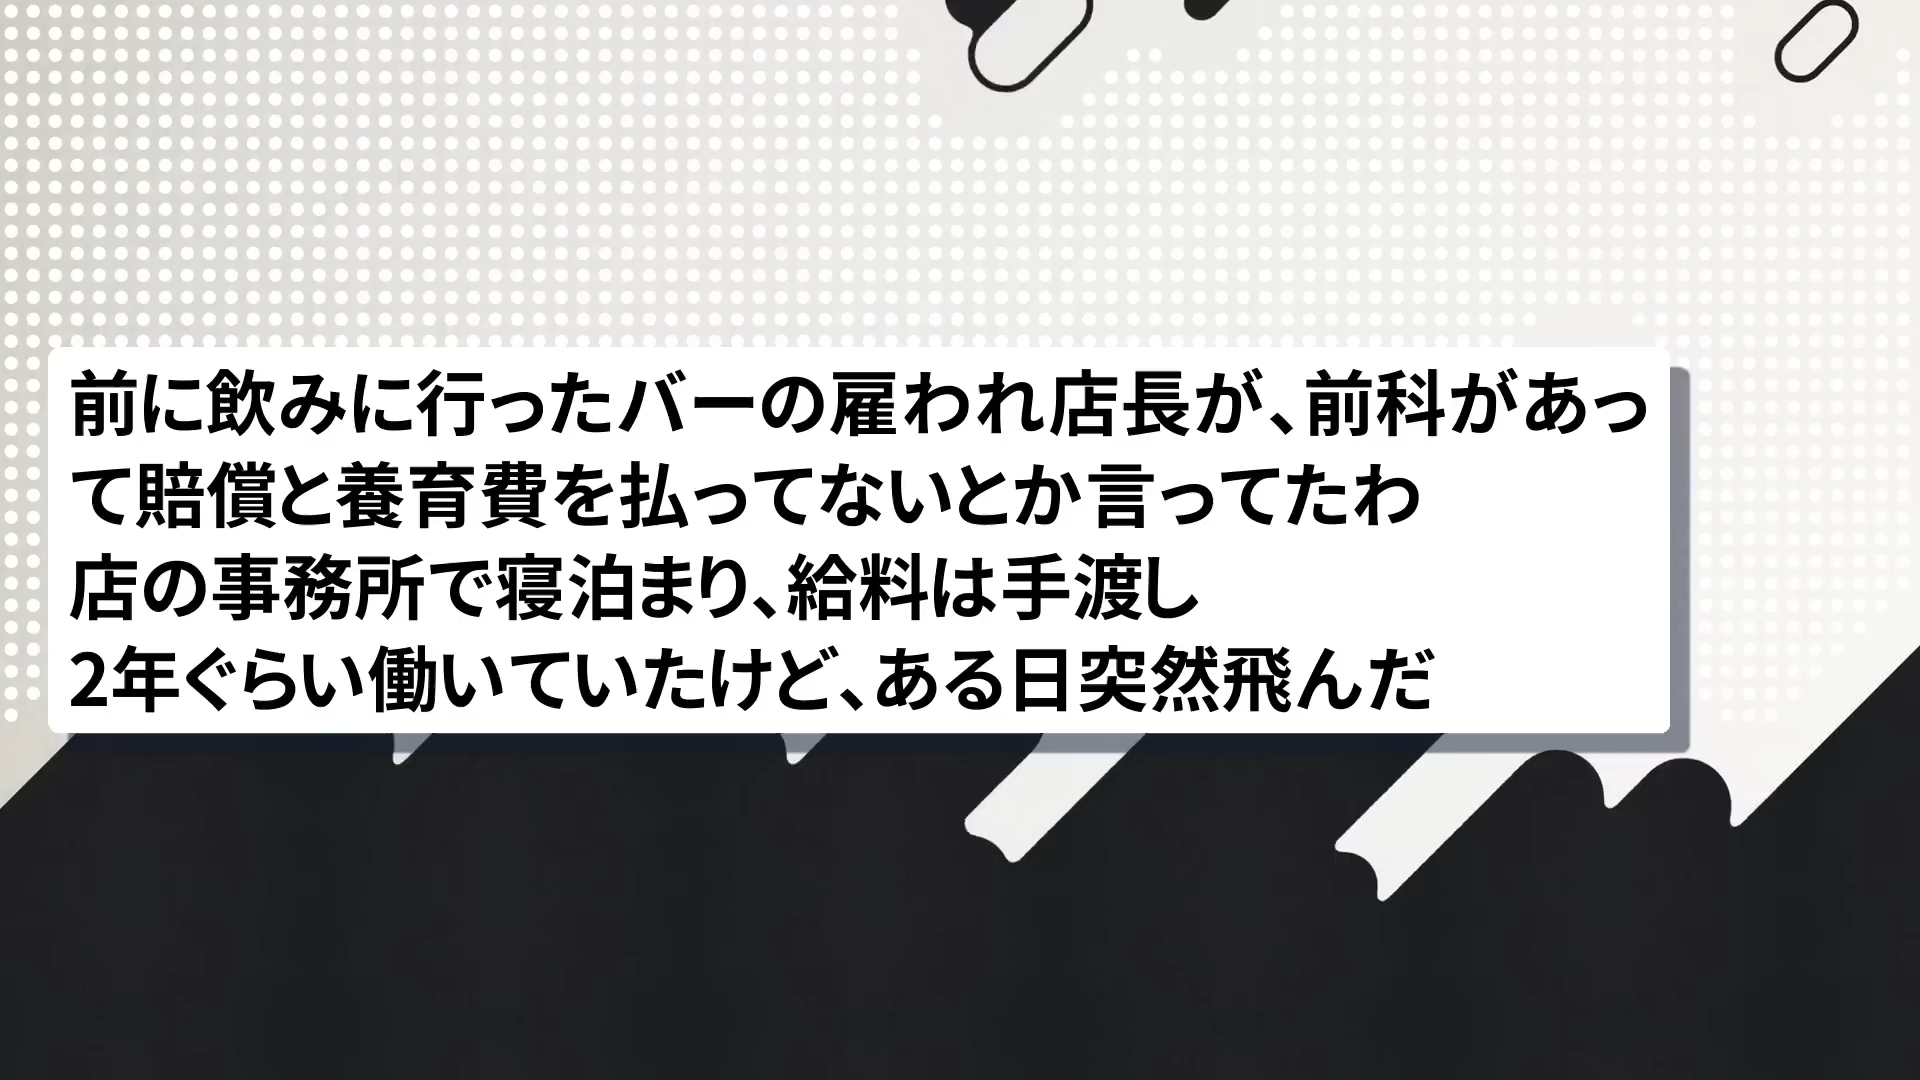 前に飲みに行ったバーの雇われ店長が、前科があっ
て賠償と養育費を払ってないとか言ってたわ
店の事務所で寝泊まり、給料は手渡し
2年ぐらい働いていたけど、ある日突然飛んだ